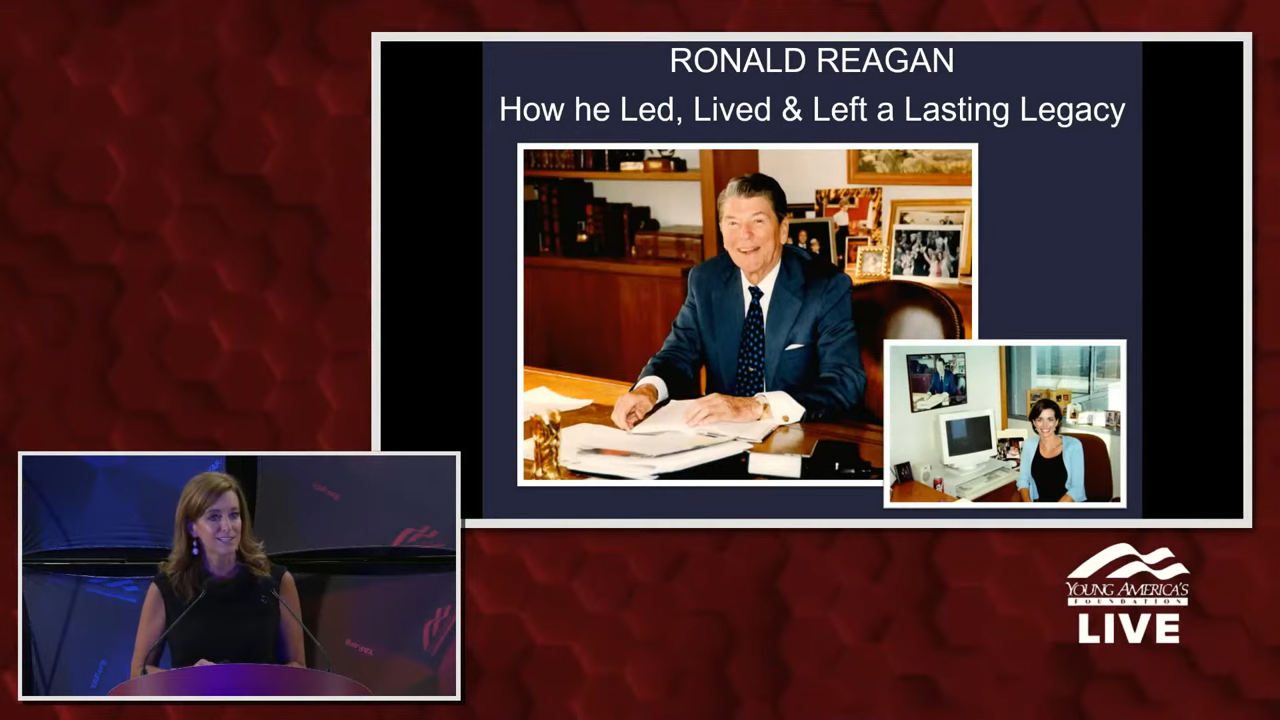 RONALD REAGAN
How he Led, Lived & Left a Lasting Legacy
YOUNG AMERICA'S
FOUNDATION
LIVE